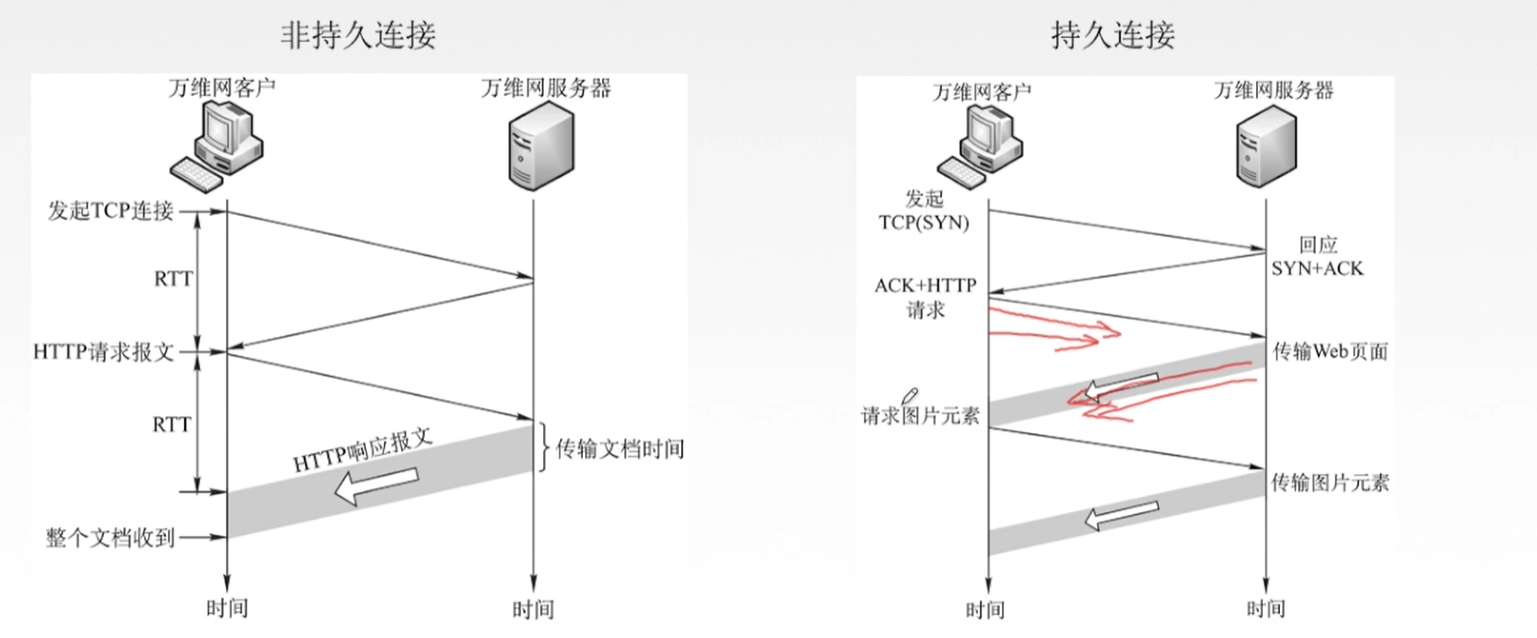 非持久连接
万维网客户
万维网服务器
发起TCP连接
RTT
HTTP请求报文
RTT
HTTP响应报文
传输文档时间
整个文档收到
时间
时间
持久连接
万维网客户
万维网服务器
发起
TCP(SYN)
回应
SYN+ACK
ACK+HTTP
请求
传输Web页面
请求图片元素
传输图片元素
时间
时间